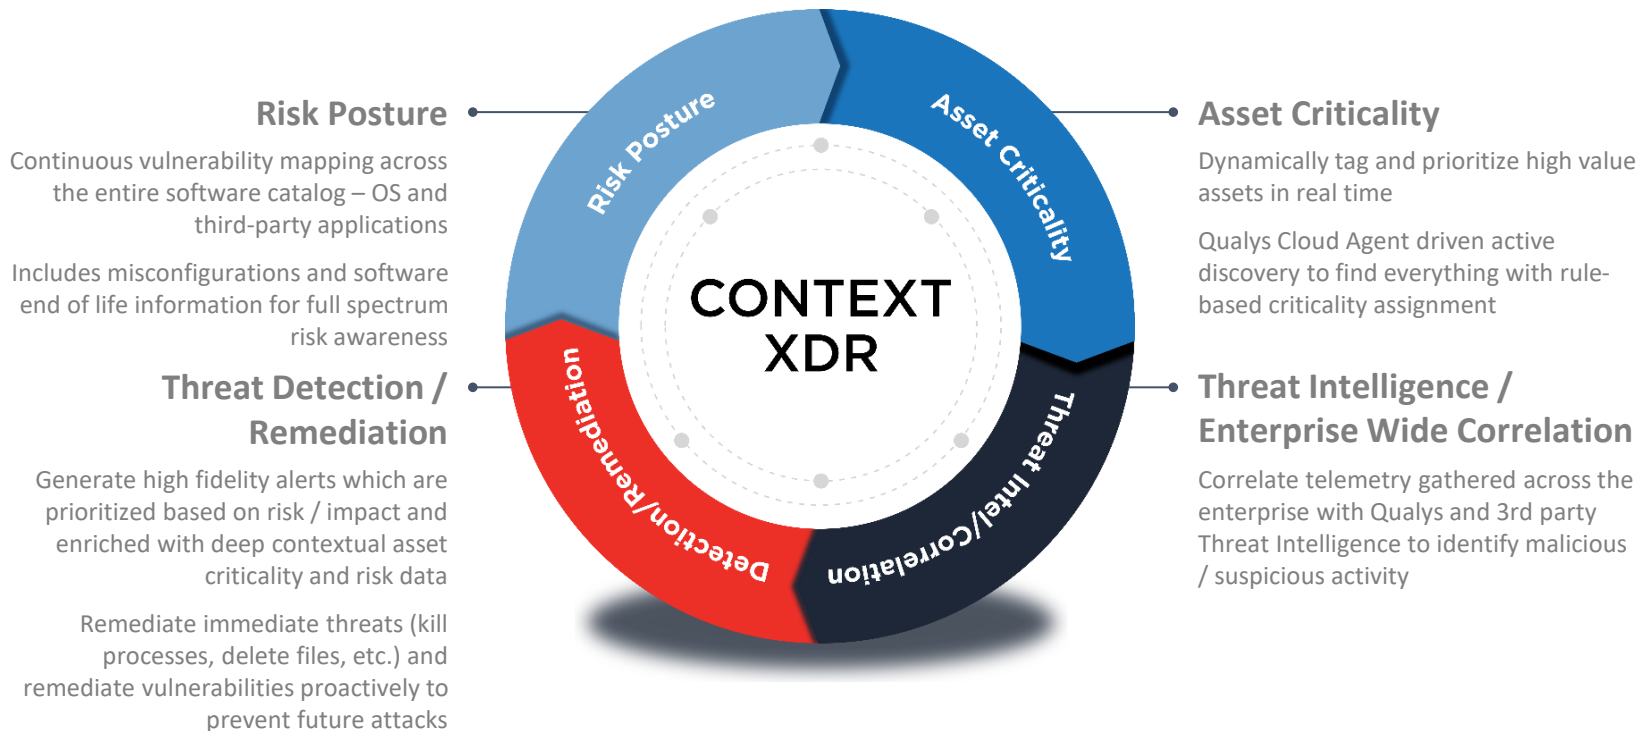 Risk Posture
Continuous vulnerability mapping across
the entire software catalog – OS and
third-party applications
Includes misconfigurations and software
end of life information for full spectrum
risk awareness
Threat Detection /
Remediation
Generate high fidelity alerts which are
prioritized based on risk / impact and
enriched with deep contextual asset
criticality and risk data
Remediate immediate threats (kill
processes, delete files, etc.) and
remediate vulnerabilities proactively to
prevent future attacks
Risk Posture
Asset Criticality
Threat Intel/Correlation
Detection/Remediation
CONTEXT
XDR
Asset Criticality
Dynamically tag and prioritize high value
assets in real time
Qualys Cloud Agent driven active
discovery to find everything with rule-
based criticality assignment
Threat Intelligence /
Enterprise Wide Correlation
Correlate telemetry gathered across the
enterprise with Qualys and 3rd party
Threat Intelligence to identify malicious
/ suspicious activity